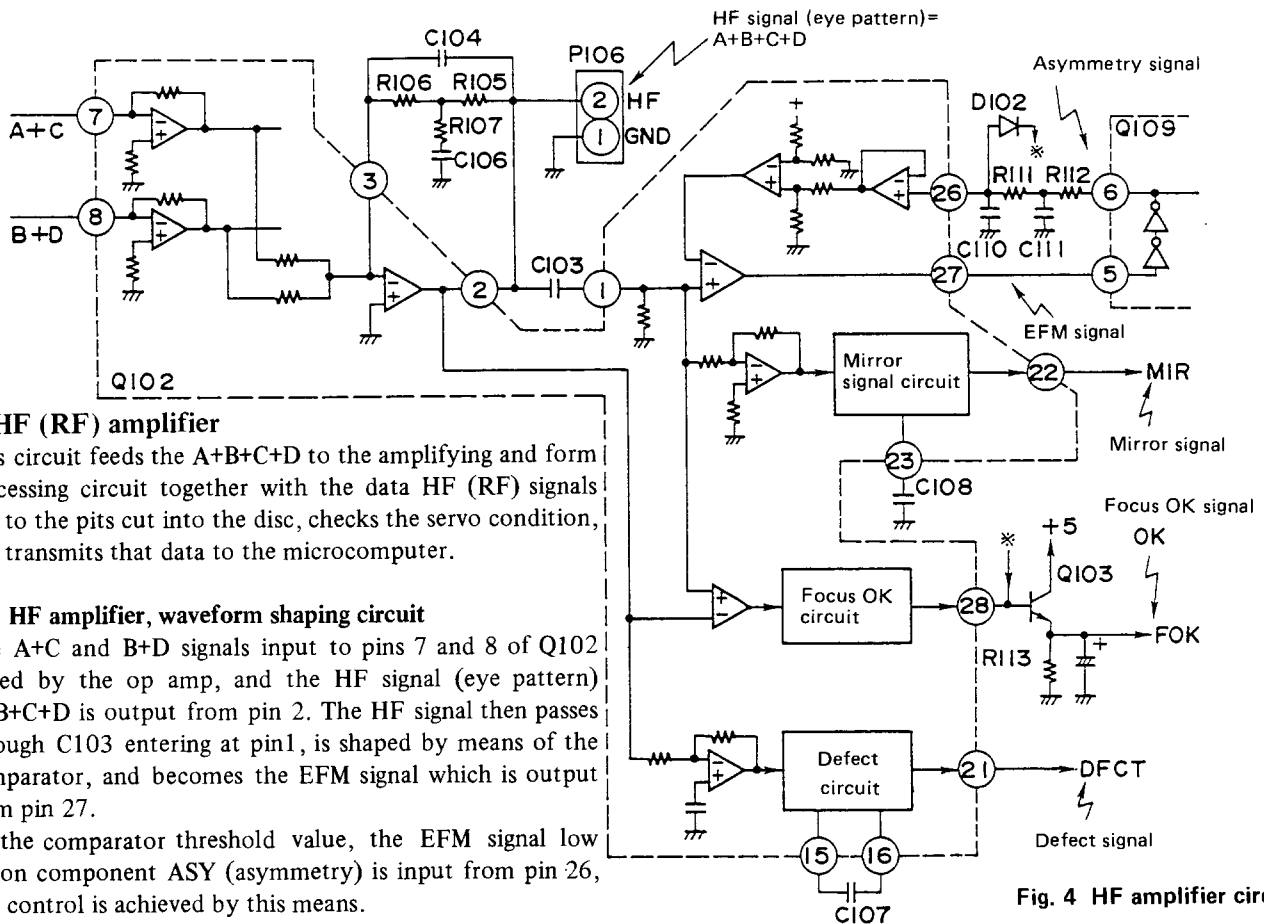 HF signal (eye pattern)=
A+B+C+D
C104
P106
R106
R105
2
HF
1
GND
R107
C106
Asymmetry signal
D102
※
Q109
R111
R112
7
A+C
3
26
6
8
B+D
C110
C111
C103
2
1
27
5
EFM signal
Q102
Mirror
signal circuit
22
MIR
Mirror signal
23
C108
HF (RF) amplifier
s circuit feeds the A+B+C+D to the amplifying and form
cessing circuit together with the data HF (RF) signals
to the pits cut into the disc, checks the servo condition,
transmits that data to the microcomputer.
HF amplifier, waveform shaping circuit
A+C and B+D signals input to pins 7 and 8 of Q102
ed by the op amp, and the HF signal (eye pattern)
B+C+D is output from pin 2. The HF signal then passes
ough C103 entering at pin1, is shaped by means of the
mparator, and becomes the EFM signal which is output
m pin 27.
the comparator threshold value, the EFM signal low
on component ASY (asymmetry) is input from pin 26,
control is achieved by this means.
Focus OK signal
OK
+5
※
Q103
Focus OK
circuit
28
FOK
R113
Defect
circuit
21
DFCT
Defect signal
15
16
C107
Fig. 4 HF amplifier cir